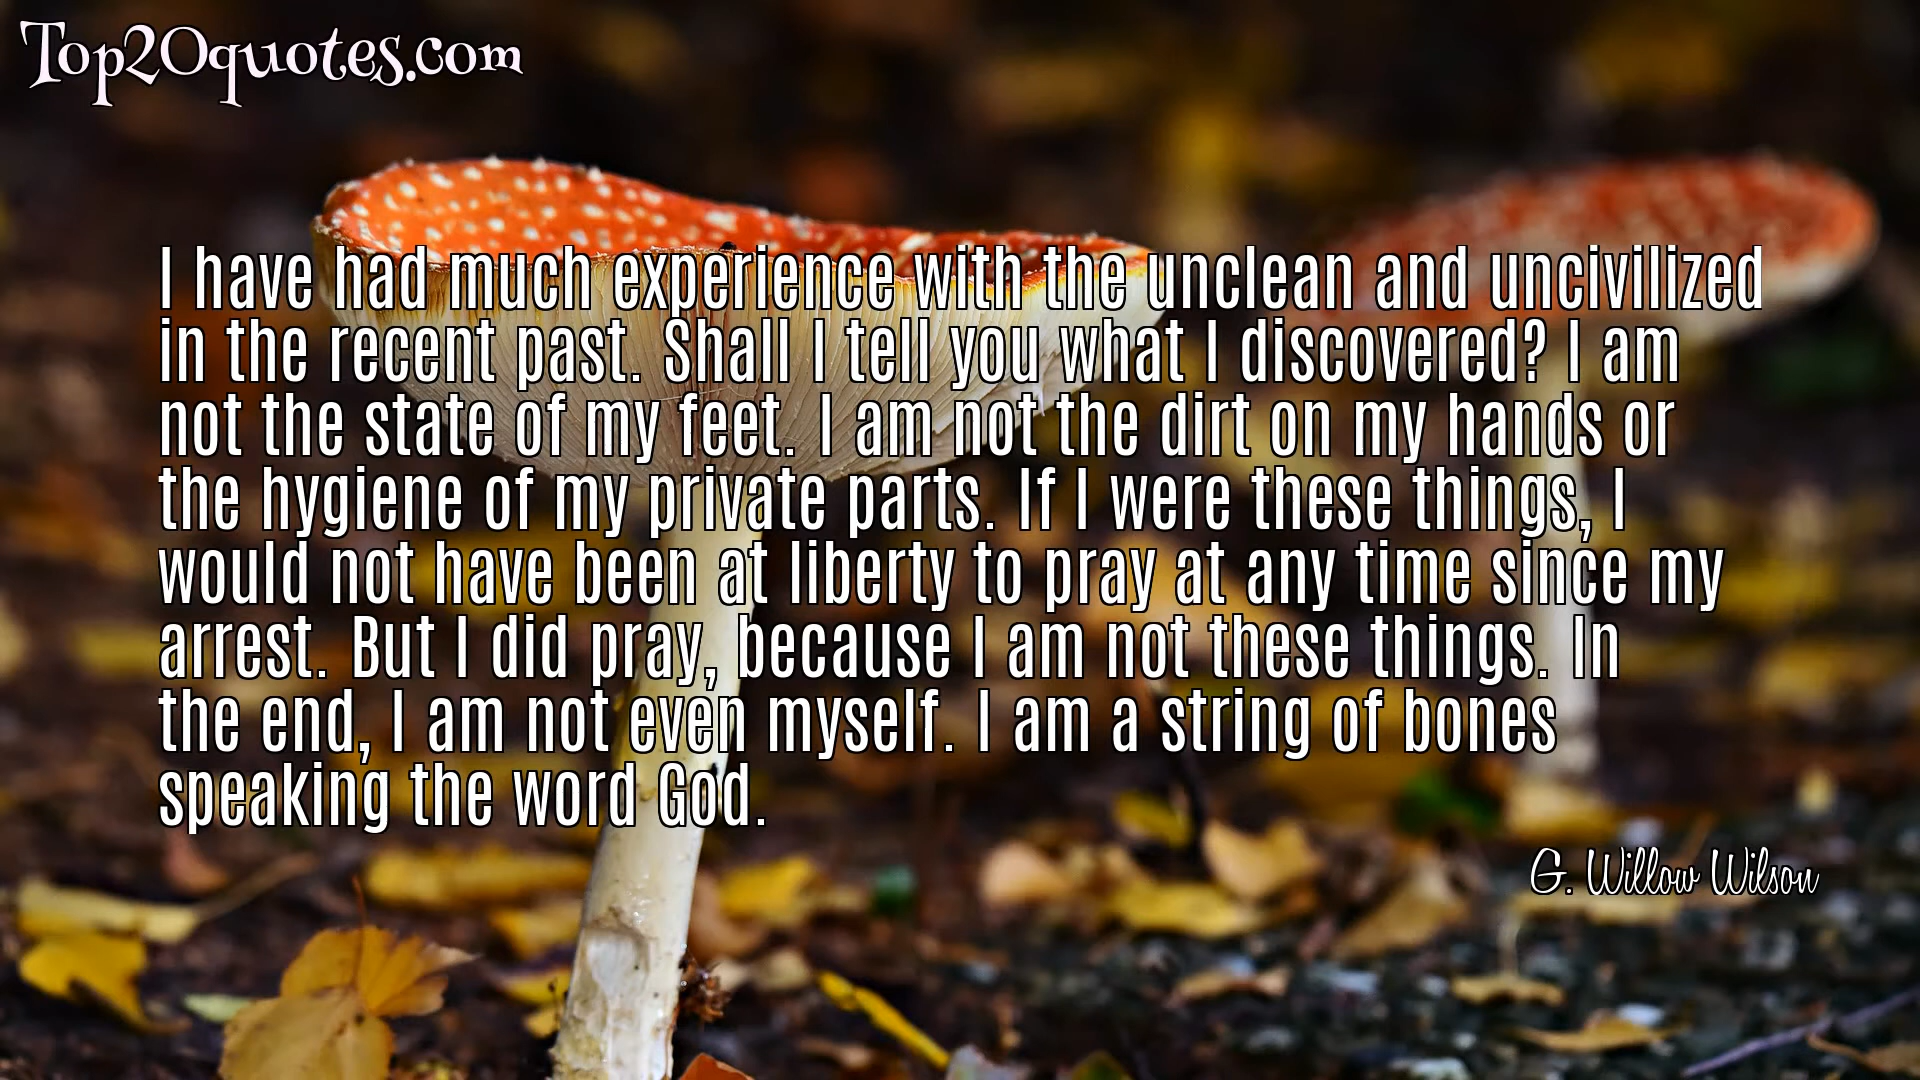 Top20quotes.com
I have had much experience with the unclean and uncivilized
in the recent past. Shall I tell you what I discovered? I am
not the state of my feet. I am not the dirt on my hands or
the hygiene of my private parts. If I were these things, I
would not have been at liberty to pray at any time since my
arrest. But I did pray, because I am not these things. In
the end, I am not even myself. I am a string of bones
speaking the word God.
G. Willow Wilson